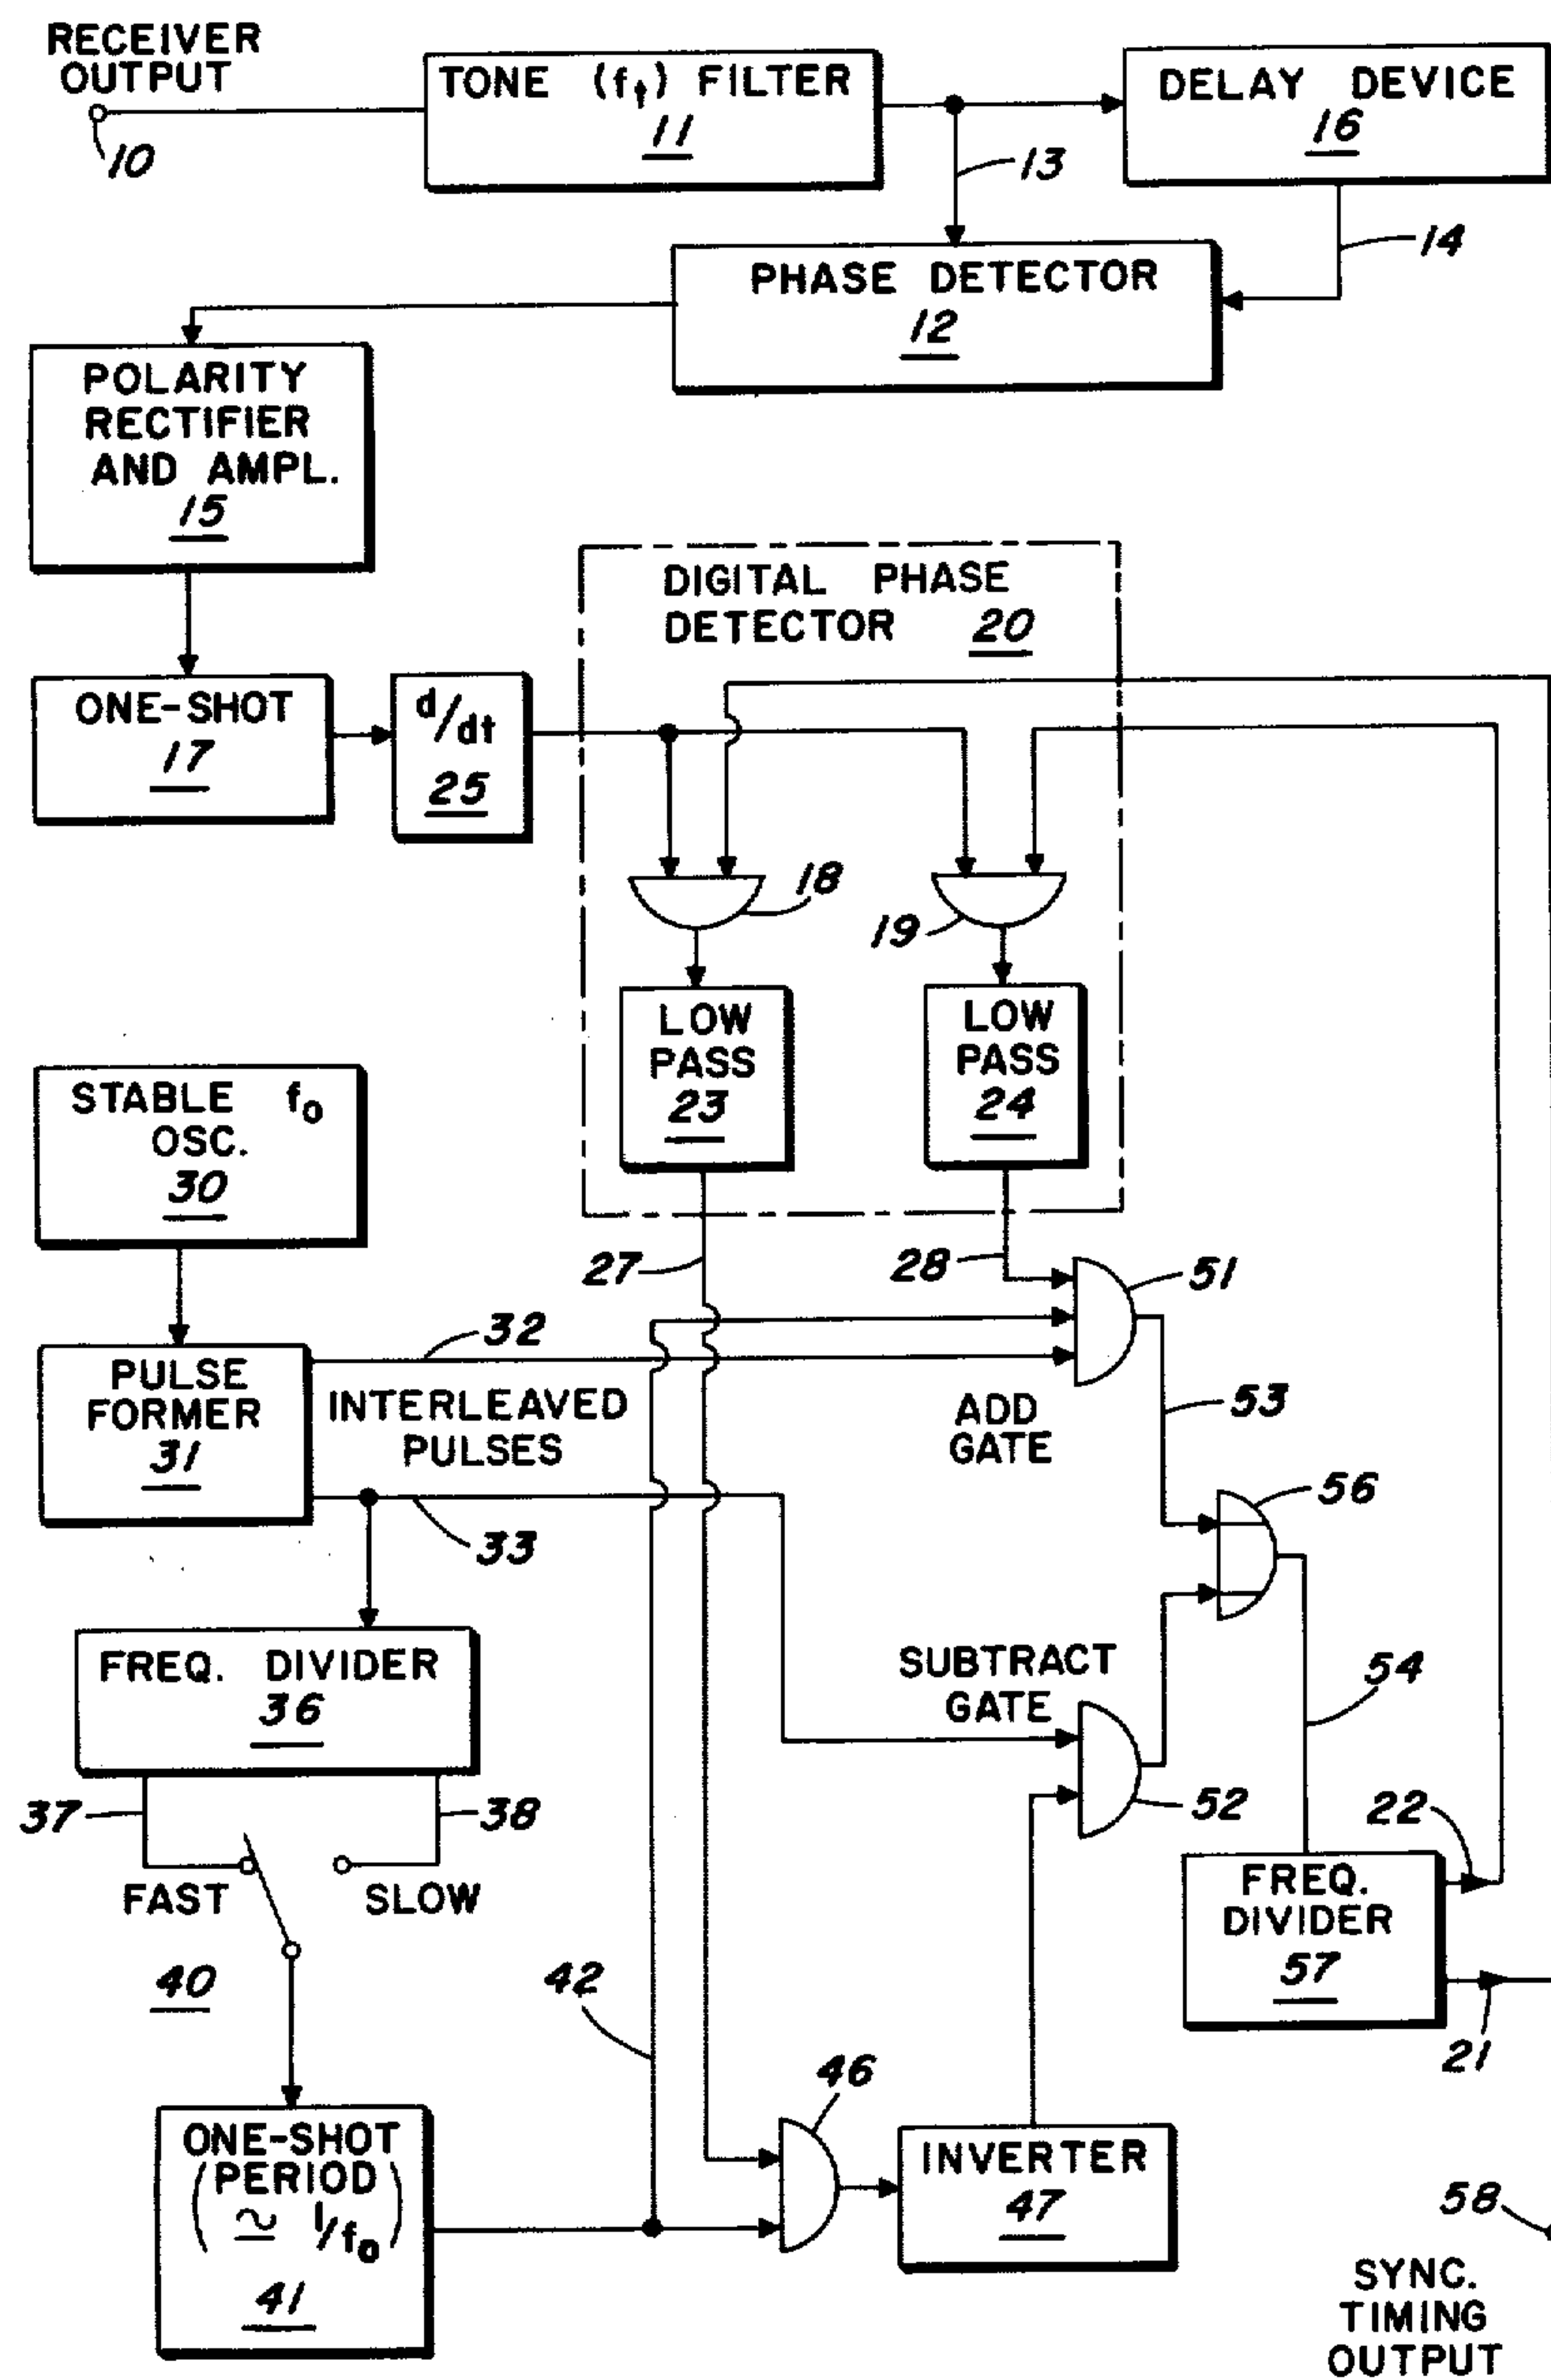 RECEIVER
OUTPUT
10
TONE (ft) FILTER
11
DELAY DEVICE
16
13
14
PHASE DETECTOR
12
POLARITY
RECTIFIER
AND AMPL.
15
DIGITAL PHASE
DETECTOR 20
ONE-SHOT
17
d/dt
25
18
19
LOW
PASS
23
LOW
PASS
24
STABLE fo
OSC.
30
27
28
51
32
PULSE
FORMER
31
INTERLEAVED
PULSES
ADD
GATE
53
56
33
FREQ. DIVIDER
36
SUBTRACT
GATE
54
37
38
52
22
FAST
SLOW
FREQ.
DIVIDER
57
40
42
21
46
ONE-SHOT
(PERIOD
≃ 1/fo)
41
INVERTER
47
58
SYNC.
TIMING
OUTPUT